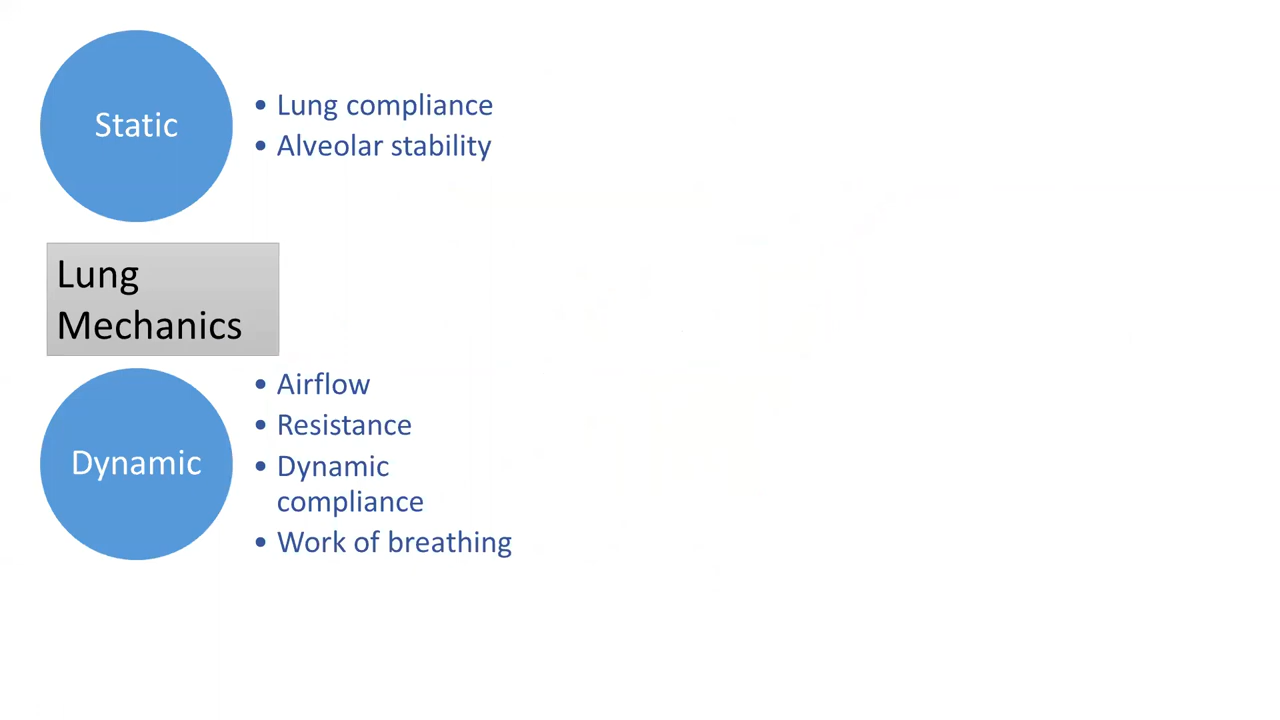 Static
• Lung compliance
• Alveolar stability
Lung
Mechanics
Dynamic
• Airflow
• Resistance
• Dynamic
compliance
• Work of breathing